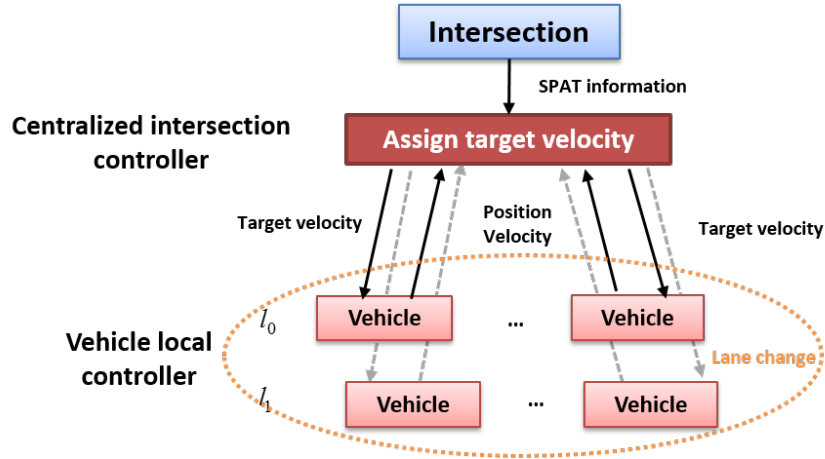 Intersection
SPAT information
Centralized intersection
controller
Assign target velocity
Target velocity
Position
Velocity
Target velocity
l0
Vehicle
...
Vehicle
Vehicle local
controller
Lane change
l1
Vehicle
...
Vehicle